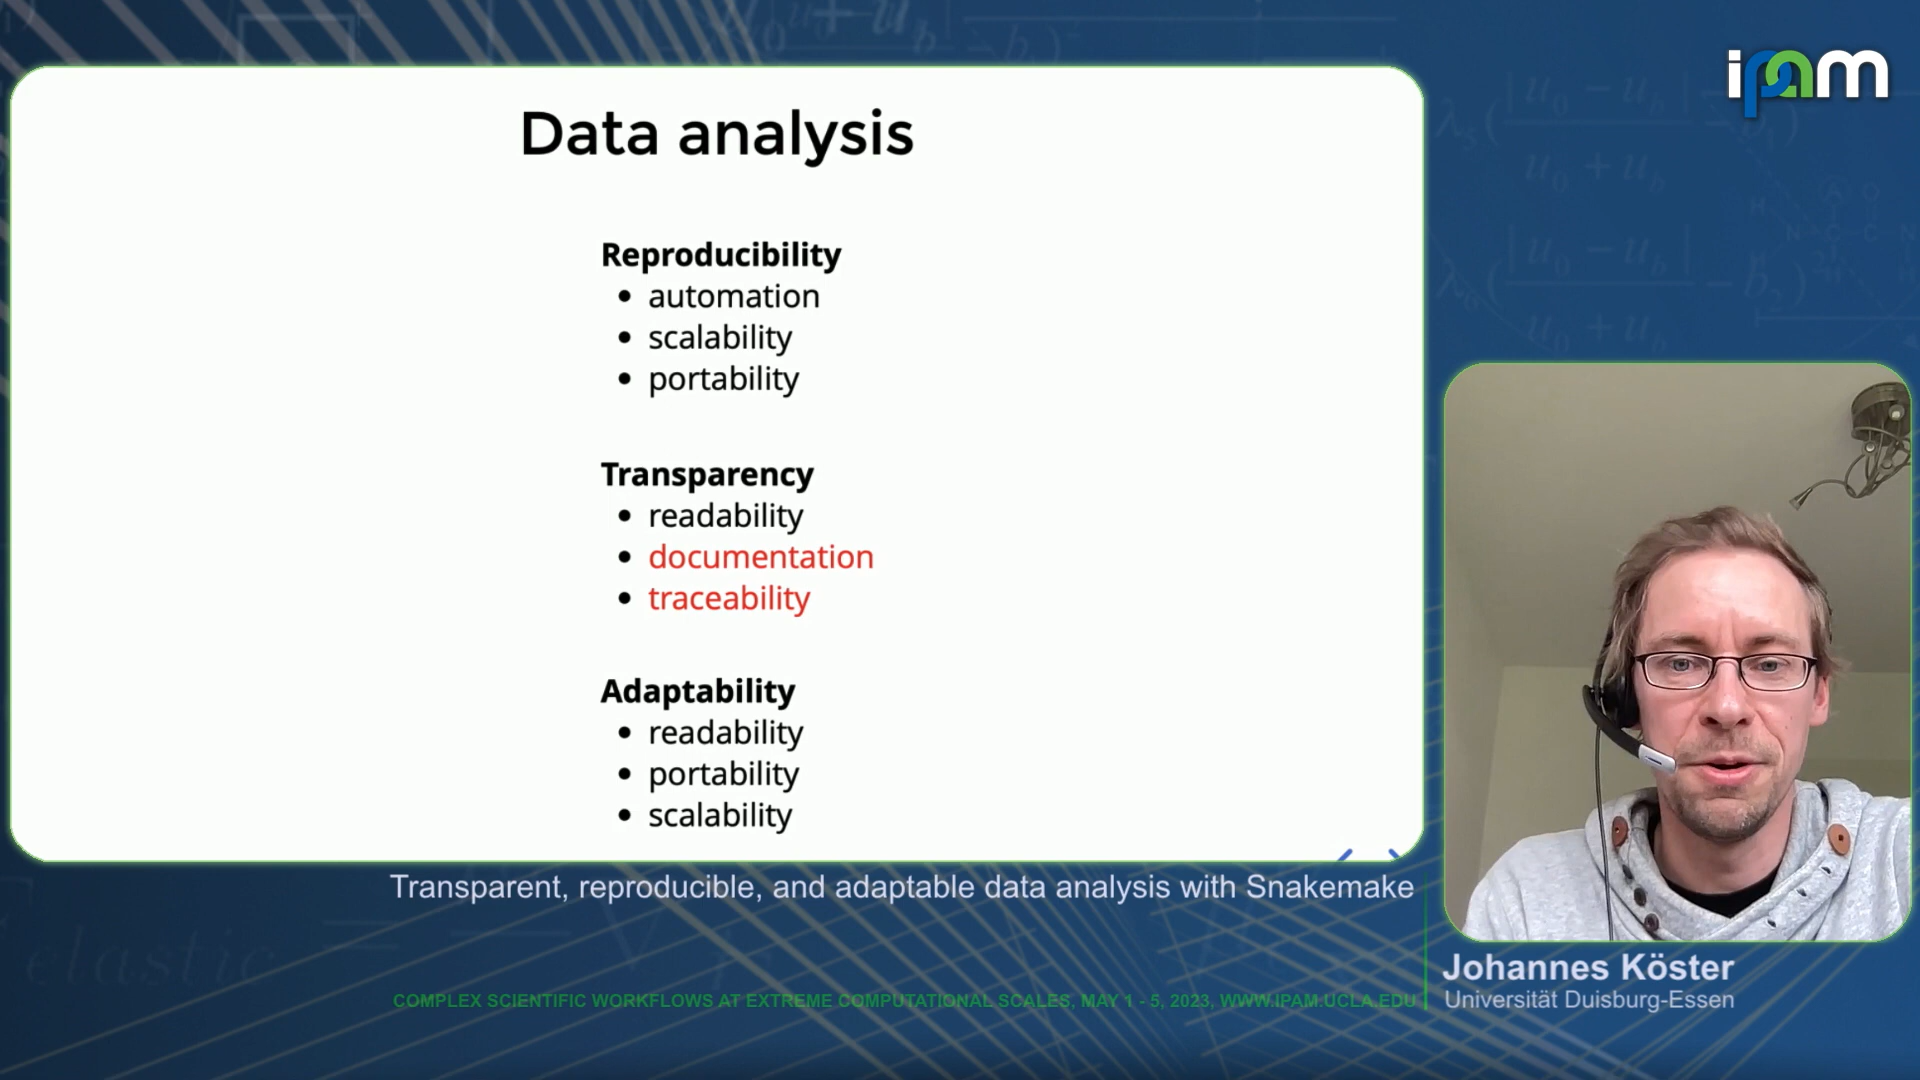 ipam
Data analysis
Reproducibility
• automation
• scalability
• portability
Transparency
• readability
• documentation
• traceability
Adaptability
• readability
• portability
• scalability
Transparent, reproducible, and adaptable data analysis with Snakemake
Johannes Köster
Universität Duisburg-Essen
COMPLEX SCIENTIFIC WORKFLOWS AT EXTREME COMPUTATIONAL SCALES, MAY 1 - 5, 2023, WWW.IPAM.UCLA.EDU
elastic